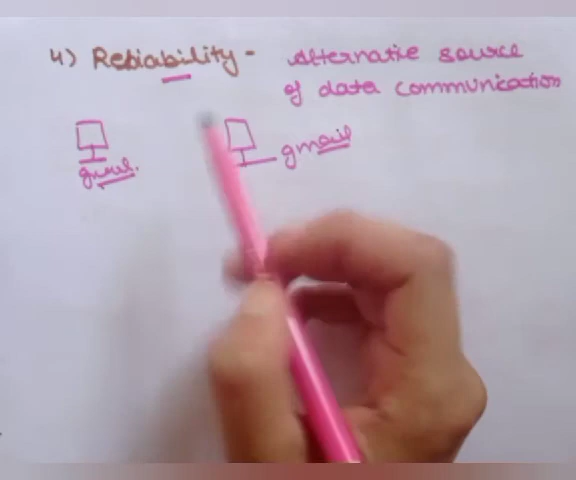 4) Reliability - Alternative source
of data communication
gmail
gmail.